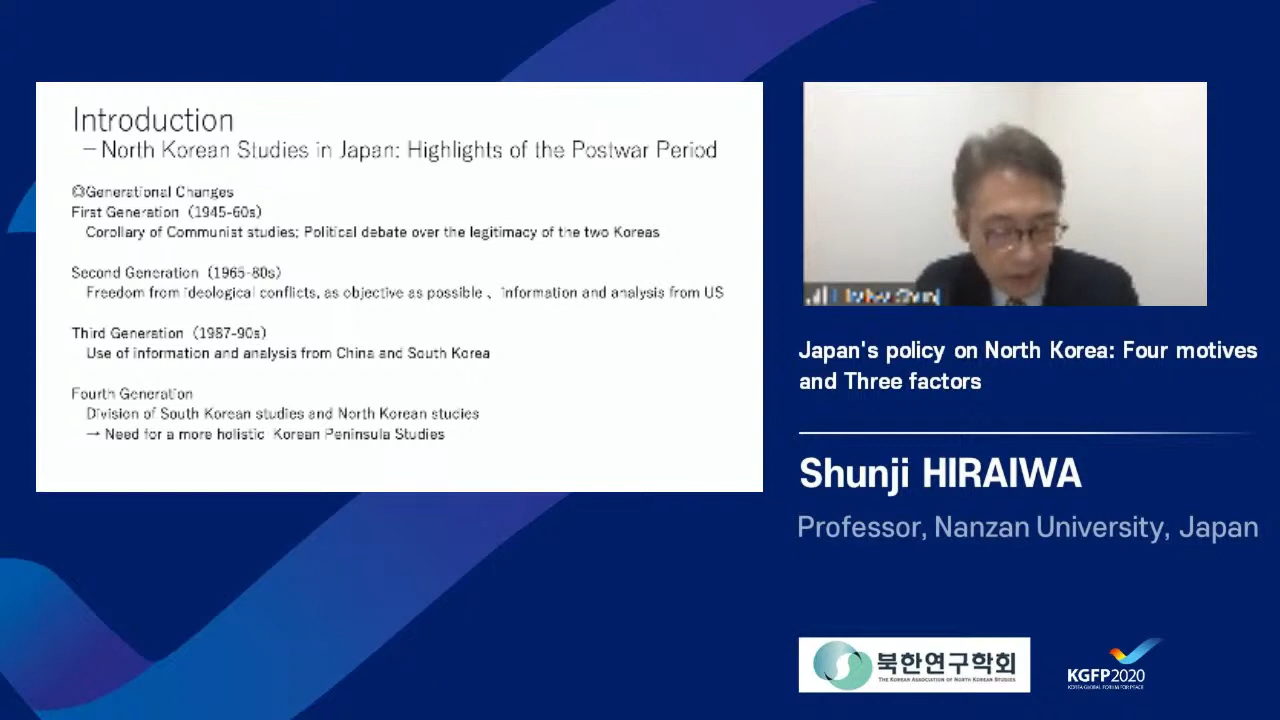 Introduction
－North Korean Studies in Japan: Highlights of the Postwar Period
◎Generational Changes
First Generation（1945-60s）
Corollary of Communist studies; Political debate over the legitimacy of the two Koreas
Second Generation（1965-80s）
Freedom from ideological conflicts, as objective as possible 、 information and analysis from US
Third Generation（1987-90s）
Use of information and analysis from China and South Korea
Fourth Generation
Division of South Korean studies and North Korean studies
→ Need for a more holistic Korean Peninsula Studies
Japan's policy on North Korea: Four motives
and Three factors
Shunji HIRAIWA
Professor, Nanzan University, Japan
북한연구학회
THE KOREAN ASSOCIATION OF NORTH KOREAN STUDIES
KGFP2020
KOREA GLOBAL FORUM FOR PEACE